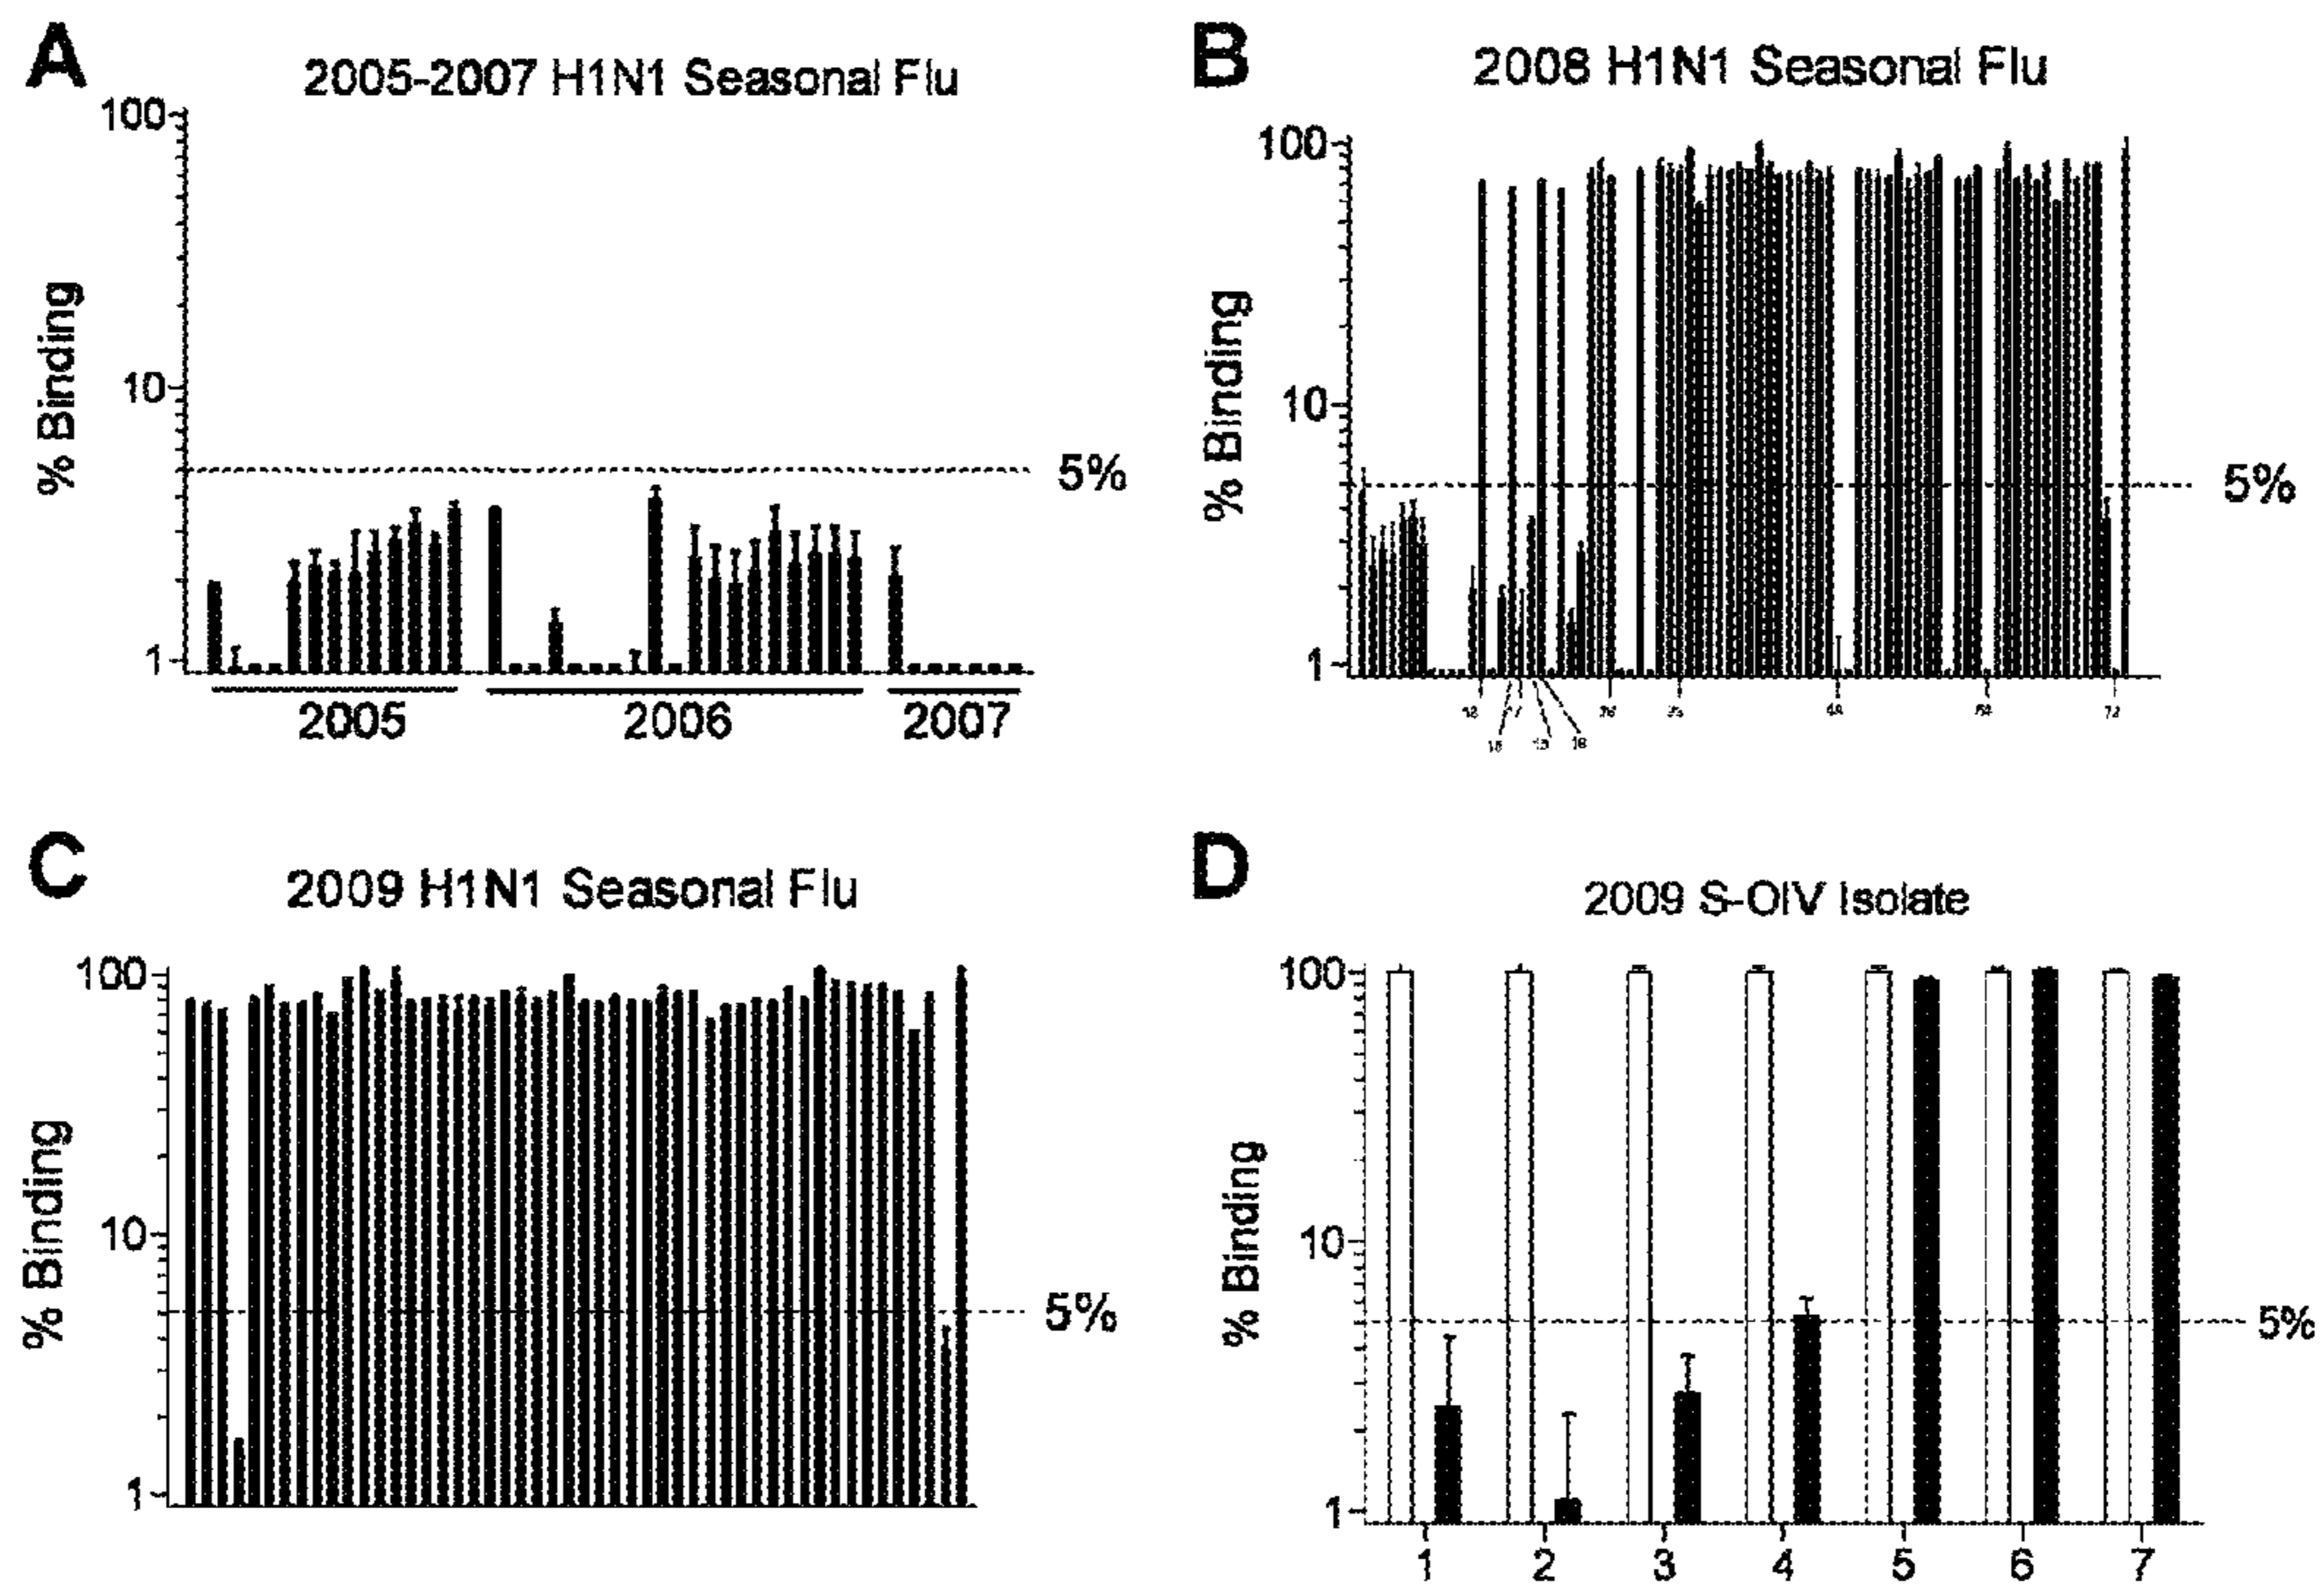 A
2005-2007 H1N1 Seasonal Flu
100
10
1
% Binding
5%
2005 2006 2007
B
2008 H1N1 Seasonal Flu
100
10
1
% Binding
5%
C
2009 H1N1 Seasonal Flu
100
10
1
% Binding
5%
D
2009 S-OIV Isolate
100
10
1
% Binding
5%
1 2 3 4 5 6 7